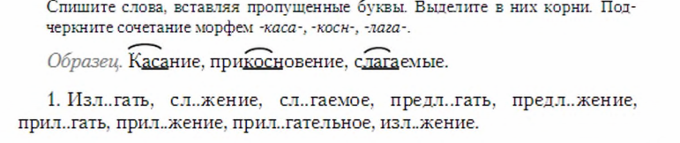 Спишите слова, вставляя пропущенные буквы. Выделите в них корни. Под-
черкните сочетание морфем -каса-, -косн-, -лага-.
Образец. Касание, прикосновение, слагаемые.
1. Изл..гать, сл..жение, сл..гаемое, предл..гать, предл..жение,
прил..гать, прил..жение, прил..гательное, изл..жение.